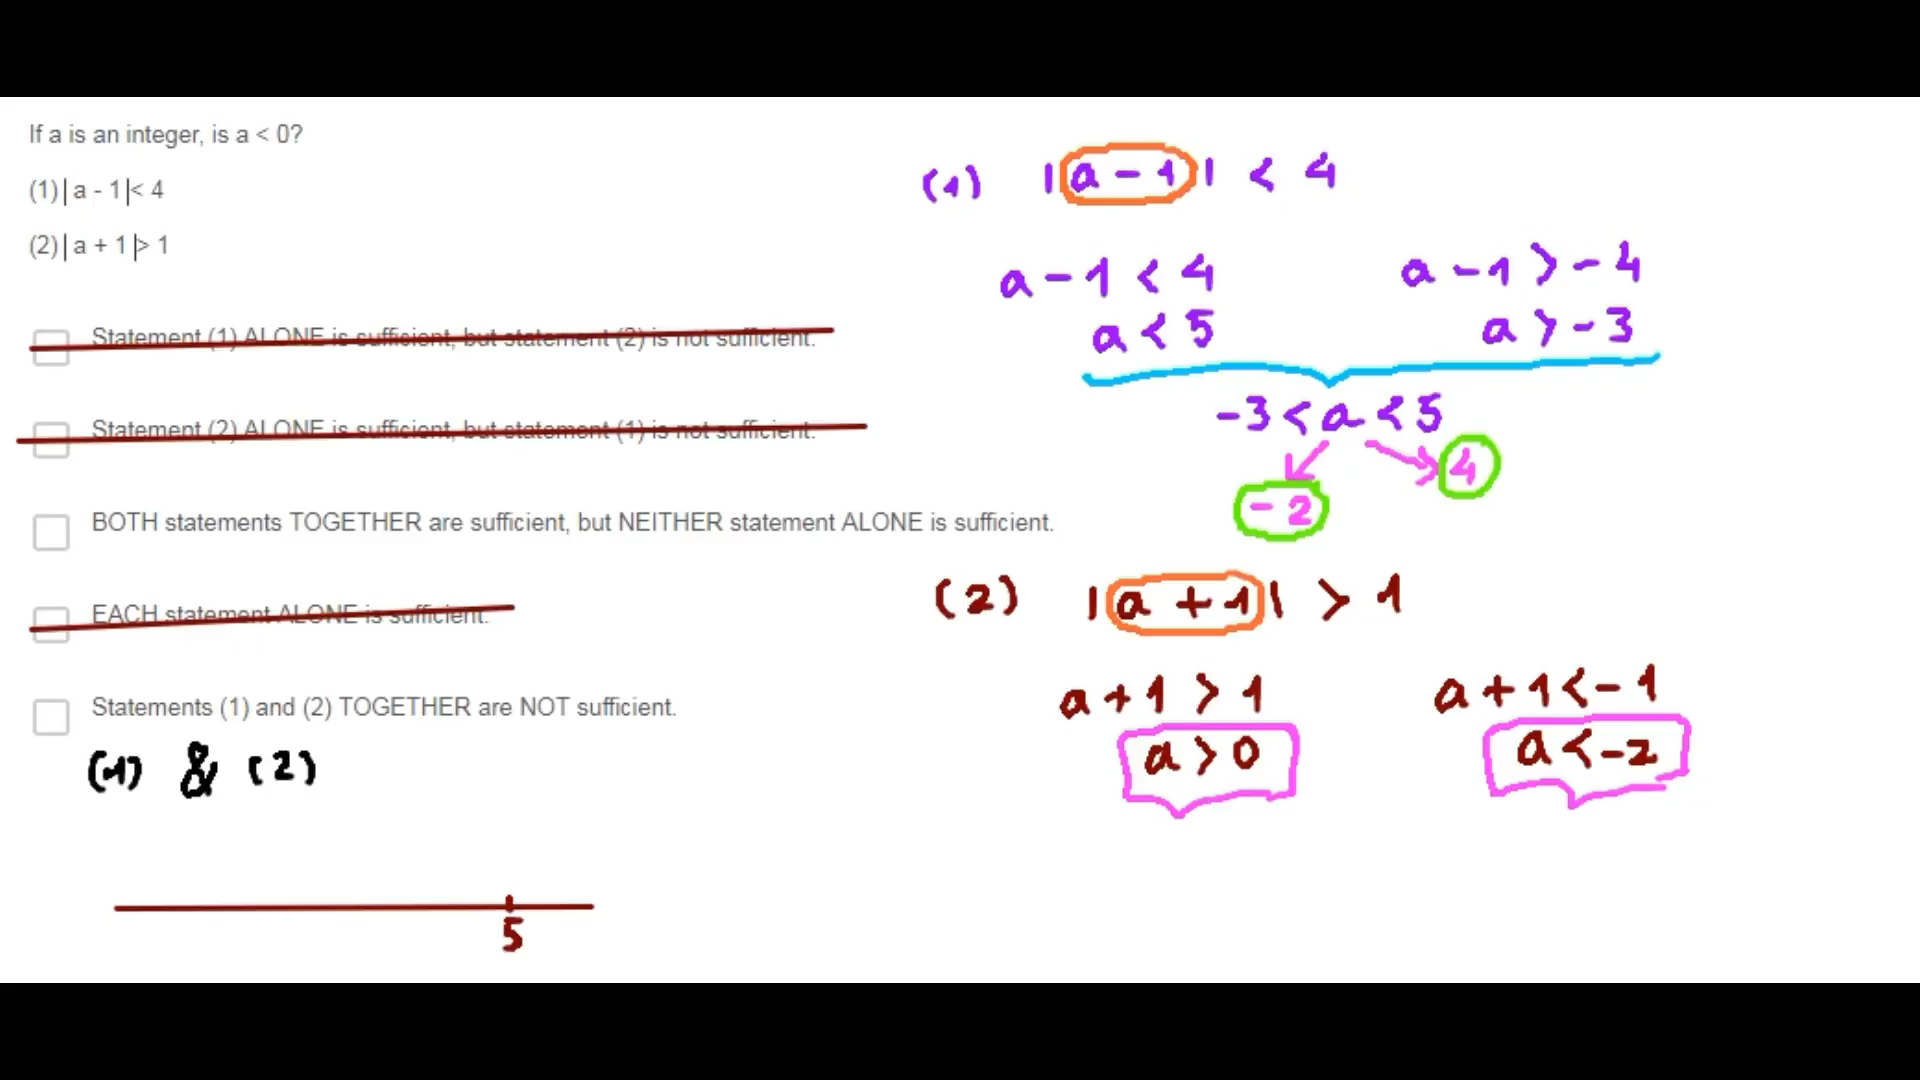 If a is an integer, is a < 0?
(1) | a - 1 |< 4
(2) | a + 1 |> 1
Statement (1) ALONE is sufficient, but statement (2) is not sufficient.
Statement (2) ALONE is sufficient, but statement (1) is not sufficient.
BOTH statements TOGETHER are sufficient, but NEITHER statement ALONE is sufficient.
EACH statement ALONE is sufficient.
Statements (1) and (2) TOGETHER are NOT sufficient.
(1) & (2)
5
(1) |a - 1| < 4
a - 1 < 4 a - 1 > -4
a < 5 a > -3
-3 < a < 5
4
-2
(2) |a + 1| > 1
a + 1 > 1 a + 1 < -1
a > 0 a < -2